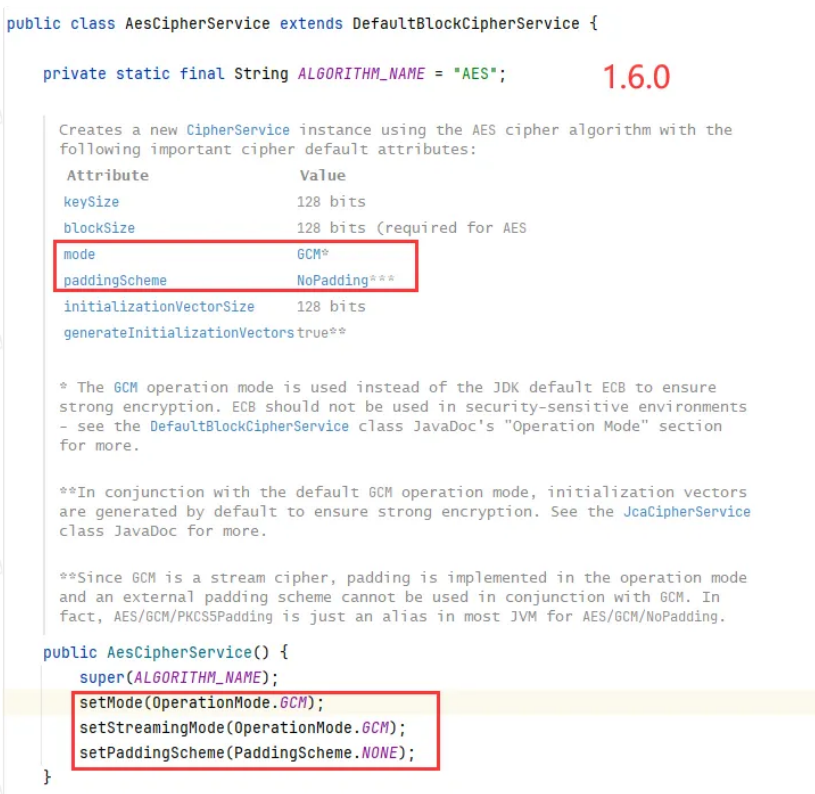 public class AesCipherService extends DefaultBlockCipherService {
private static final String ALGORITHM_NAME = "AES";
1.6.0
Creates a new CipherService instance using the AES cipher algorithm with the
following important cipher default attributes:
Attribute Value
keySize 128 bits
blockSize 128 bits (required for AES
mode GCM*
paddingScheme NoPadding***
initializationVectorSize 128 bits
generateInitializationVectors true**
* The GCM operation mode is used instead of the JDK default ECB to ensure
strong encryption. ECB should not be used in security-sensitive environments
– see the DefaultBlockCipherService class JavaDoc's "Operation Mode" section
for more.
**In conjunction with the default GCM operation mode, initialization vectors
are generated by default to ensure strong encryption. See the JcaCipherService
class JavaDoc for more.
**Since GCM is a stream cipher, padding is implemented in the operation mode
and an external padding scheme cannot be used in conjunction with GCM. In
fact, AES/GCM/PKCS5Padding is just an alias in most JVM for AES/GCM/NoPadding.
public AesCipherService() {
super(ALGORITHM_NAME);
setMode(OperationMode.GCM);
setStreamingMode(OperationMode.GCM);
setPaddingScheme(PaddingScheme.NONE);
}